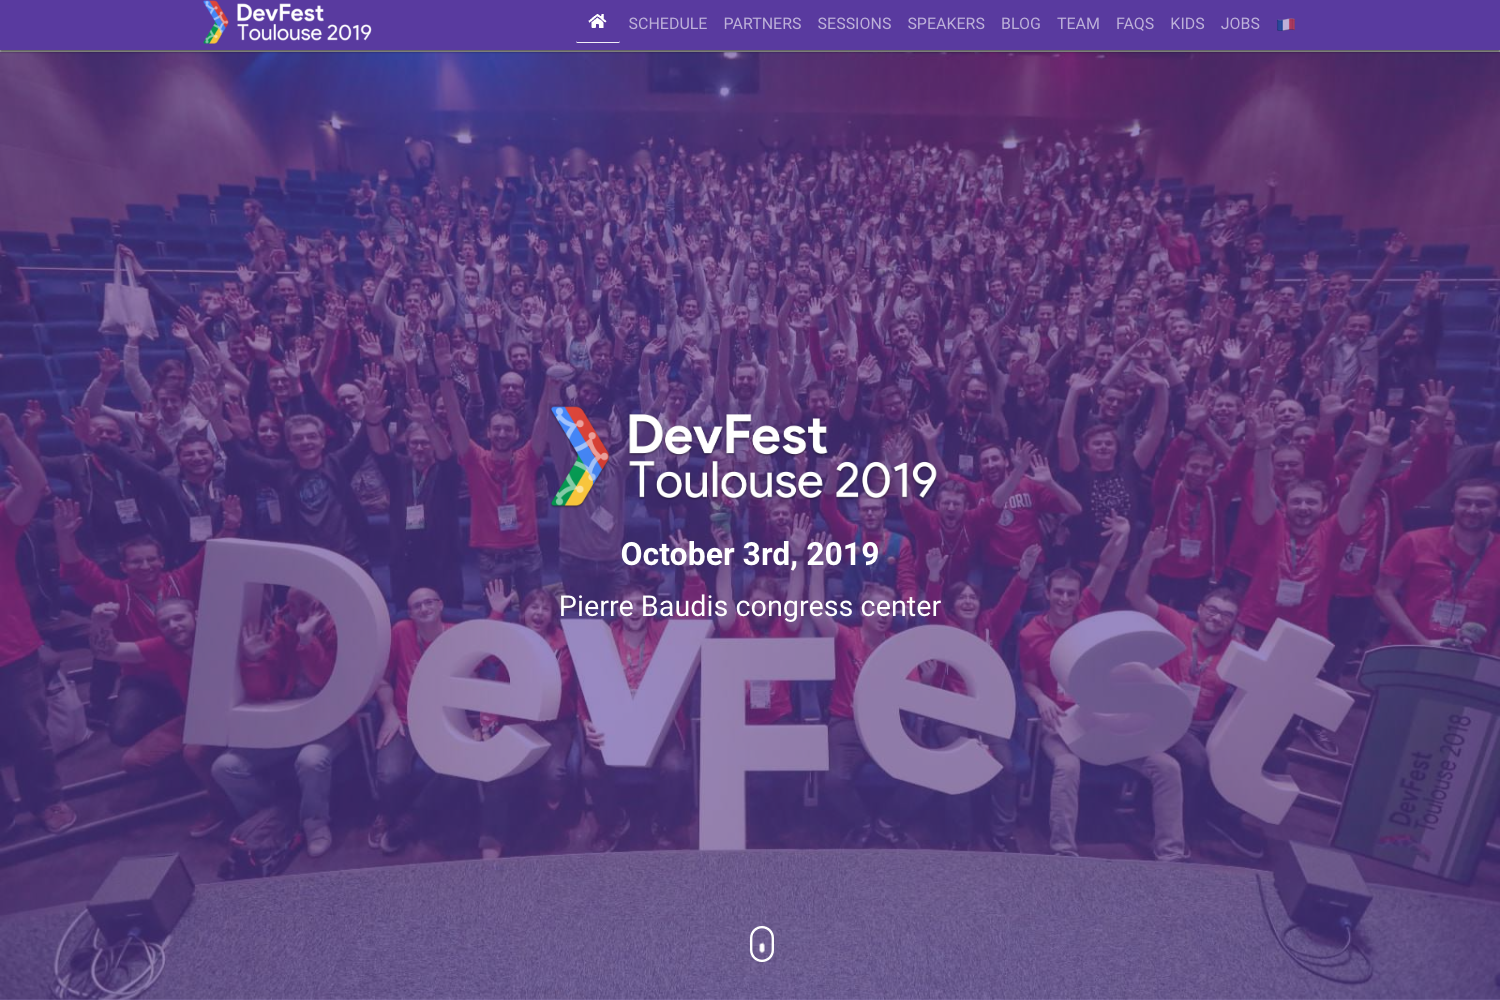 DevFest
Toulouse 2019
SCHEDULE
PARTNERS
SESSIONS
SPEAKERS
BLOG
TEAM
FAQS
KIDS
JOBS
DevFest
Toulouse 2019
October 3rd, 2019
Pierre Baudis congress center
DevFest
DevFest
Toulouse 2018